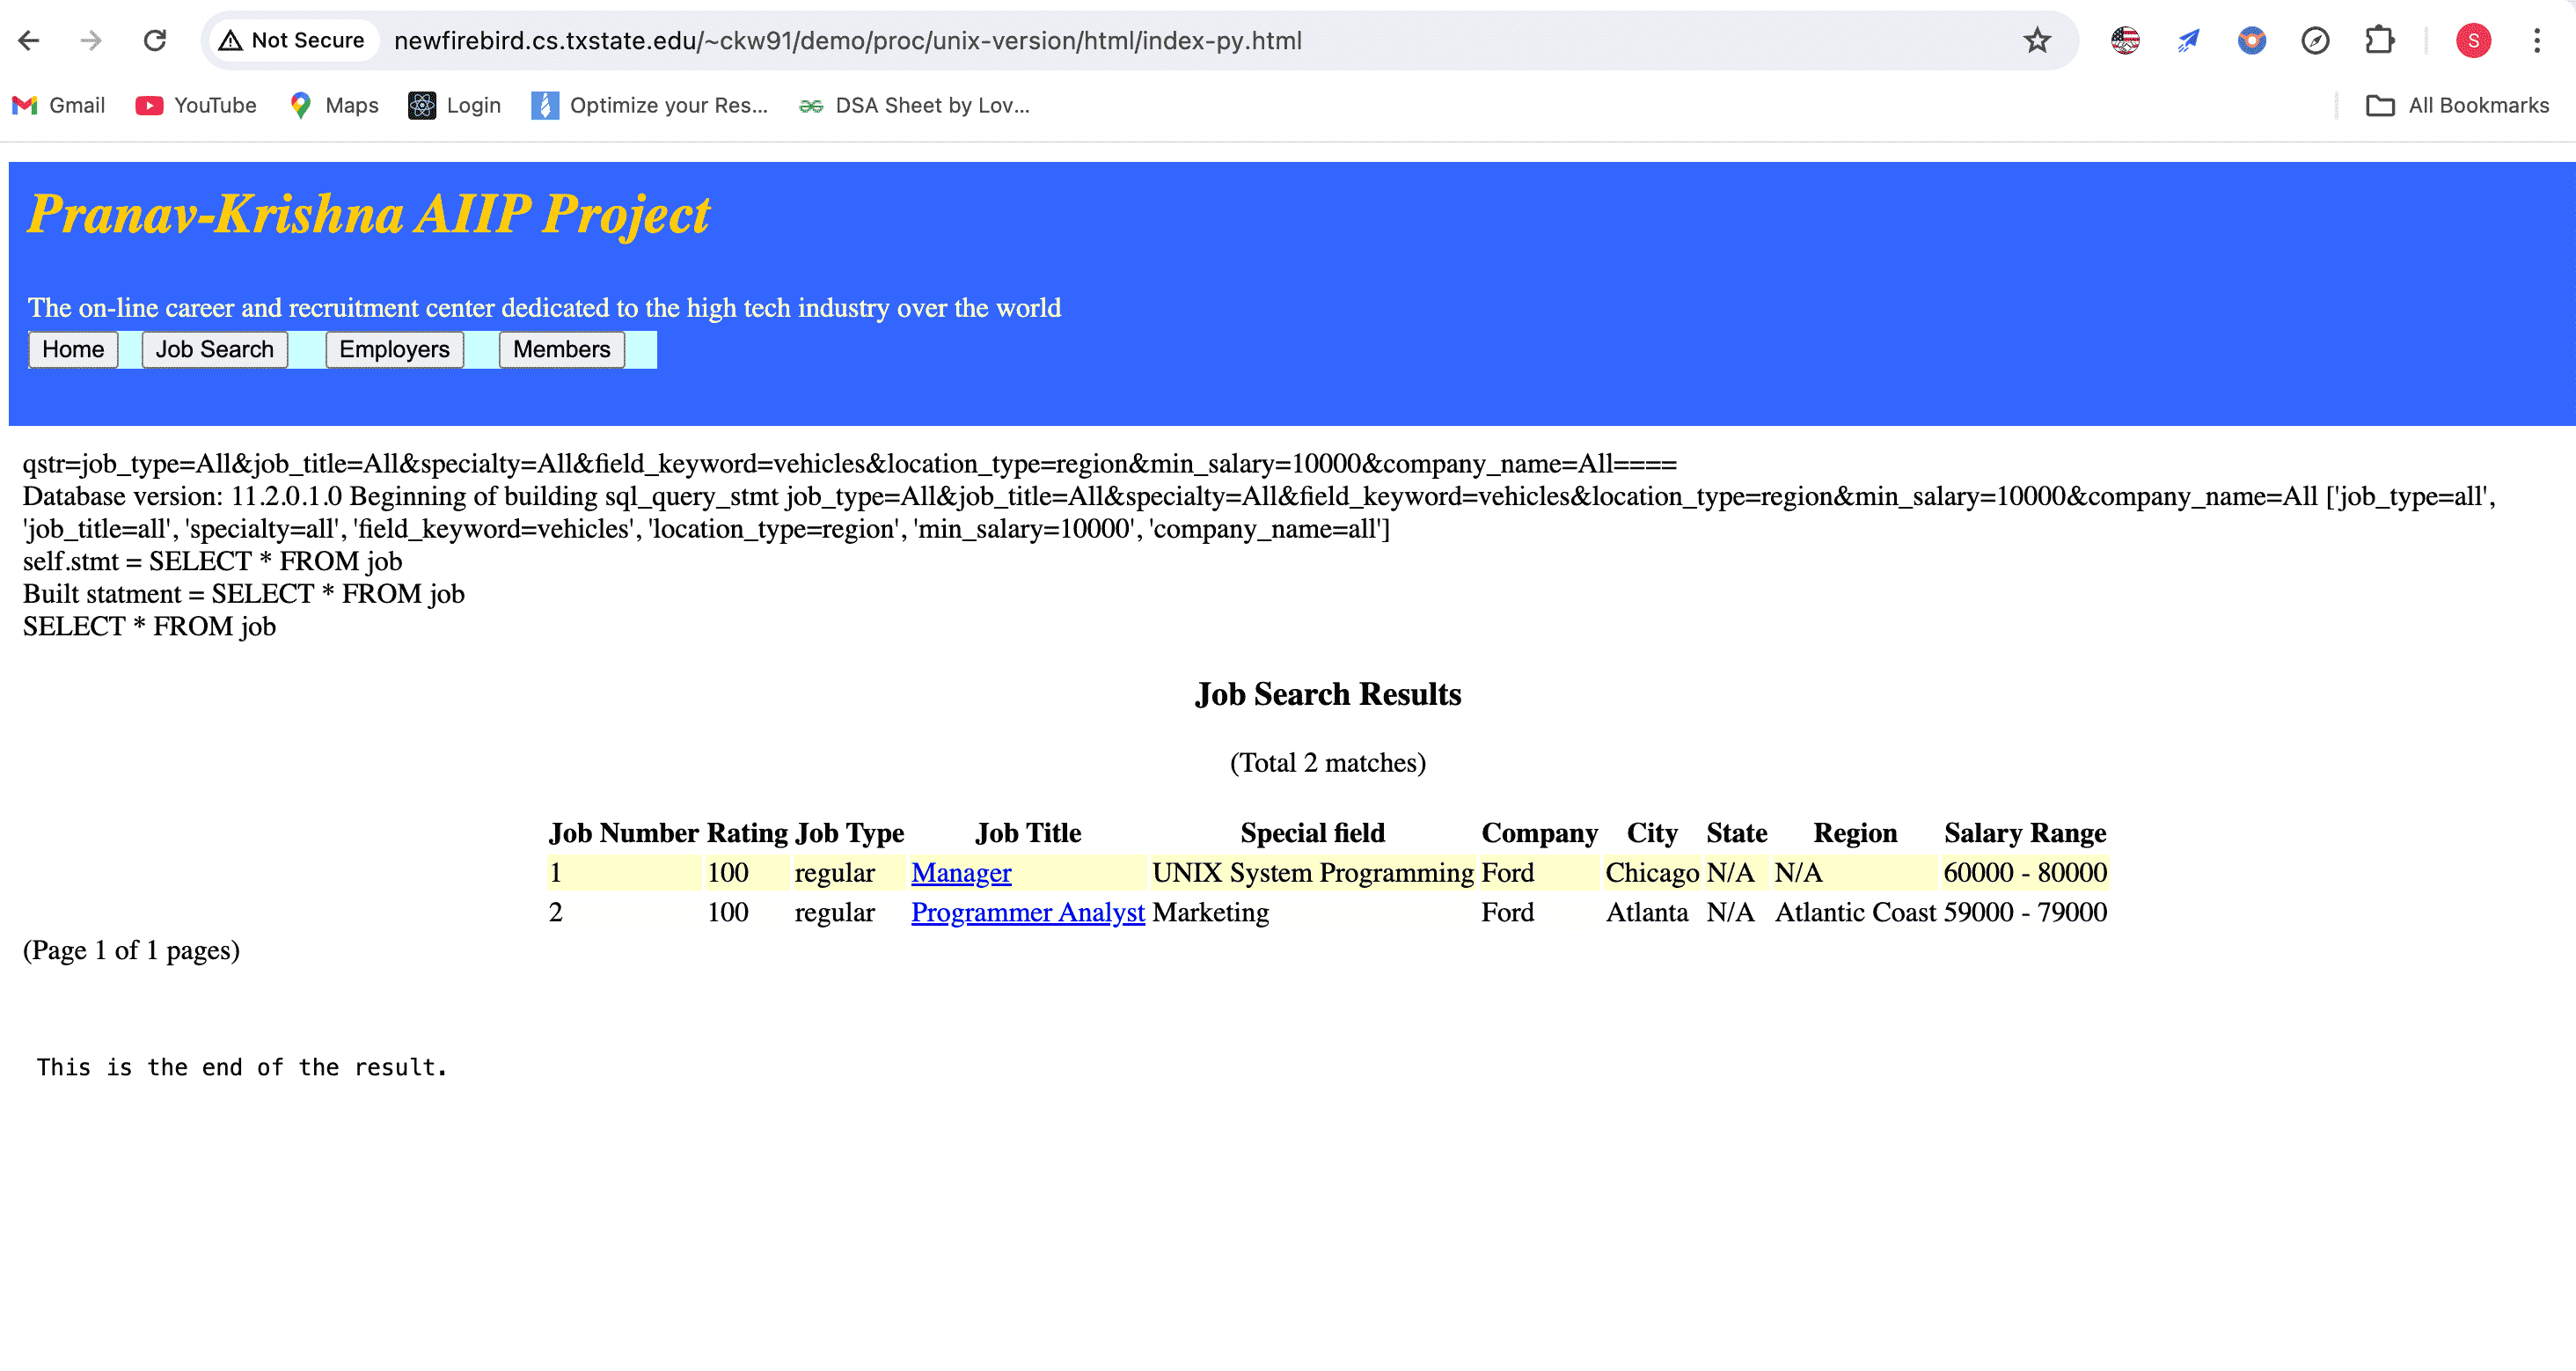 Not Secure newfirebird.cs.txstate.edu/~ckw91/demo/proc/unix-version/html/index-py.html S
Gmail YouTube Maps Login Optimize your Res... DSA Sheet by Lov... All Bookmarks
Pranav-Krishna AIIP Project
The on-line career and recruitment center dedicated to the high tech industry over the world
Home Job Search Employers Members
qstr=job_type=All&job_title=All&specialty=All&field_keyword=vehicles&location_type=region&min_salary=10000&company_name=All====
Database version: 11.2.0.1.0 Beginning of building sql_query_stmt job_type=All&job_title=All&specialty=All&field_keyword=vehicles&location_type=region&min_salary=10000&company_name=All ['job_type=all',
'job_title=all', 'specialty=all', 'field_keyword=vehicles', 'location_type=region', 'min_salary=10000', 'company_name=all']
self.stmt = SELECT * FROM job
Built statment = SELECT * FROM job
SELECT * FROM job
Job Search Results
(Total 2 matches)
Job Number Rating Job Type Job Title Special field Company City State Region Salary Range
1 100 regular Manager UNIX System Programming Ford Chicago N/A N/A 60000 - 80000
2 100 regular Programmer Analyst Marketing Ford Atlanta N/A Atlantic Coast 59000 - 79000
(Page 1 of 1 pages)
This is the end of the result.